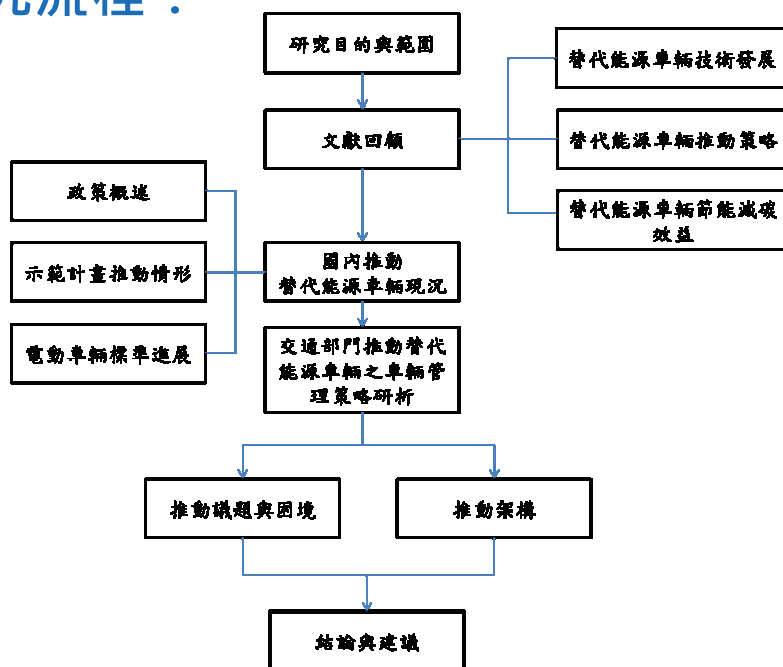 究流程：
研究目的與範圍
文獻回顧
替代能源車輛技術發展
替代能源車輛推動策略
替代能源車輛節能減碳
效益
政策概述
示範計畫推動情形
電動車輛標準進展
國內推動
替代能源車輛現況
交通部門推動替代
能源車輛之車輛管
理策略研析
推動議題與困境
推動架構
結論與建議